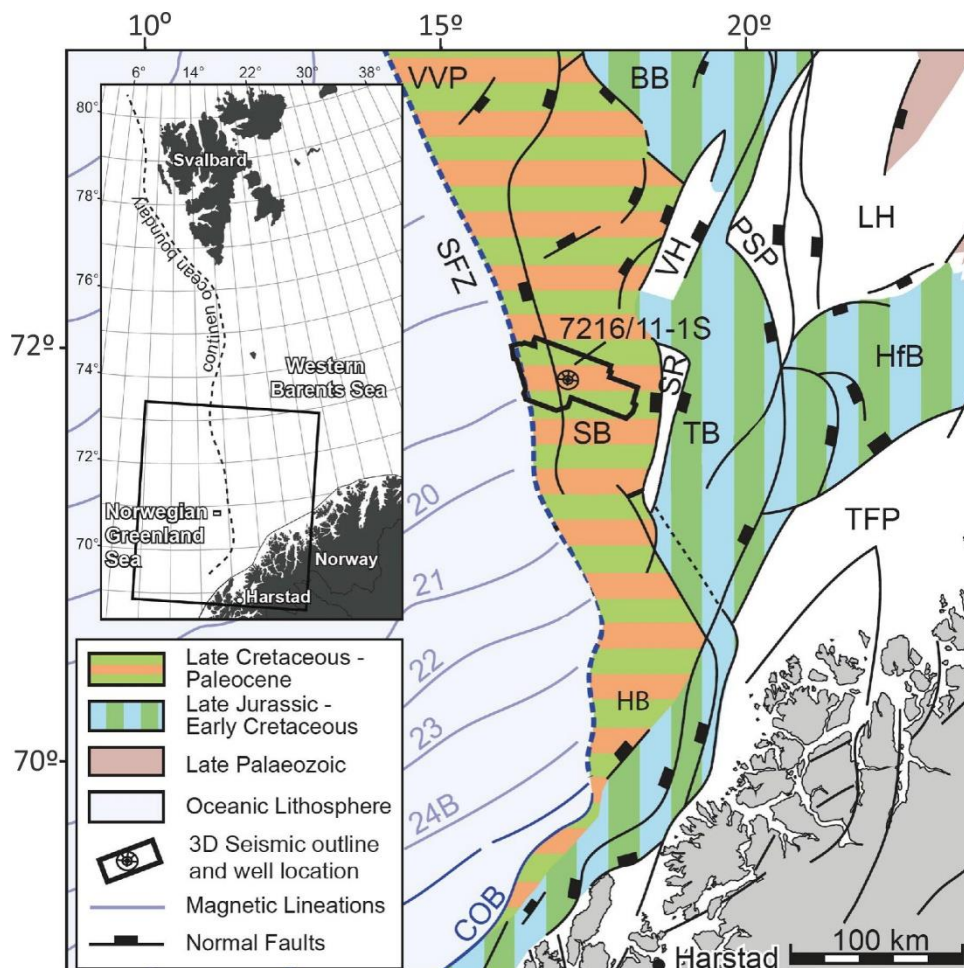 10º 15º 20º
6° 14° 22° 30° 38°
80°
78°
76°
74°
72°
70°
Svalbard
continen ocean boundary
Western
Barents Sea
Norwegian -
Greenland
Sea
Norway
Harstad
72º
70º
VVP
BB
LH
VH
PSP
SFZ
7216/11-1S
SR
HfB
SB
TB
TFP
20
21
22
23
24B
HB
COB
Late Cretaceous -
Paleocene
Late Jurassic -
Early Cretaceous
Late Palaeozoic
Oceanic Lithosphere
3D Seismic outline
and well location
Magnetic Lineations
Normal Faults
Harstad
100 km